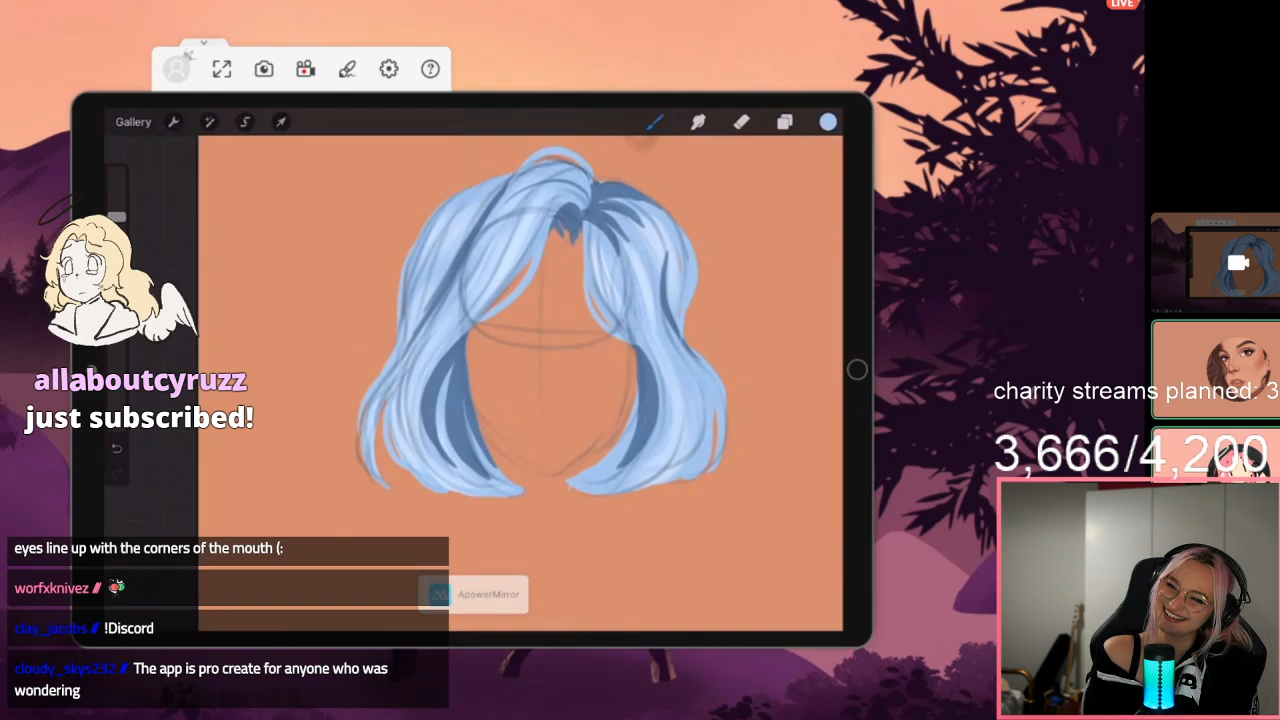 LIVE
Gallery
allaboutcyruzz
just subscribed!
charity streams planned: 3
3,666/4,200
eyes line up with the corners of the mouth (:
worfxknivez //
clay_jacobs // !Discord
ApowerMirror
cloudy_skys232 // The app is pro create for anyone who was
wondering